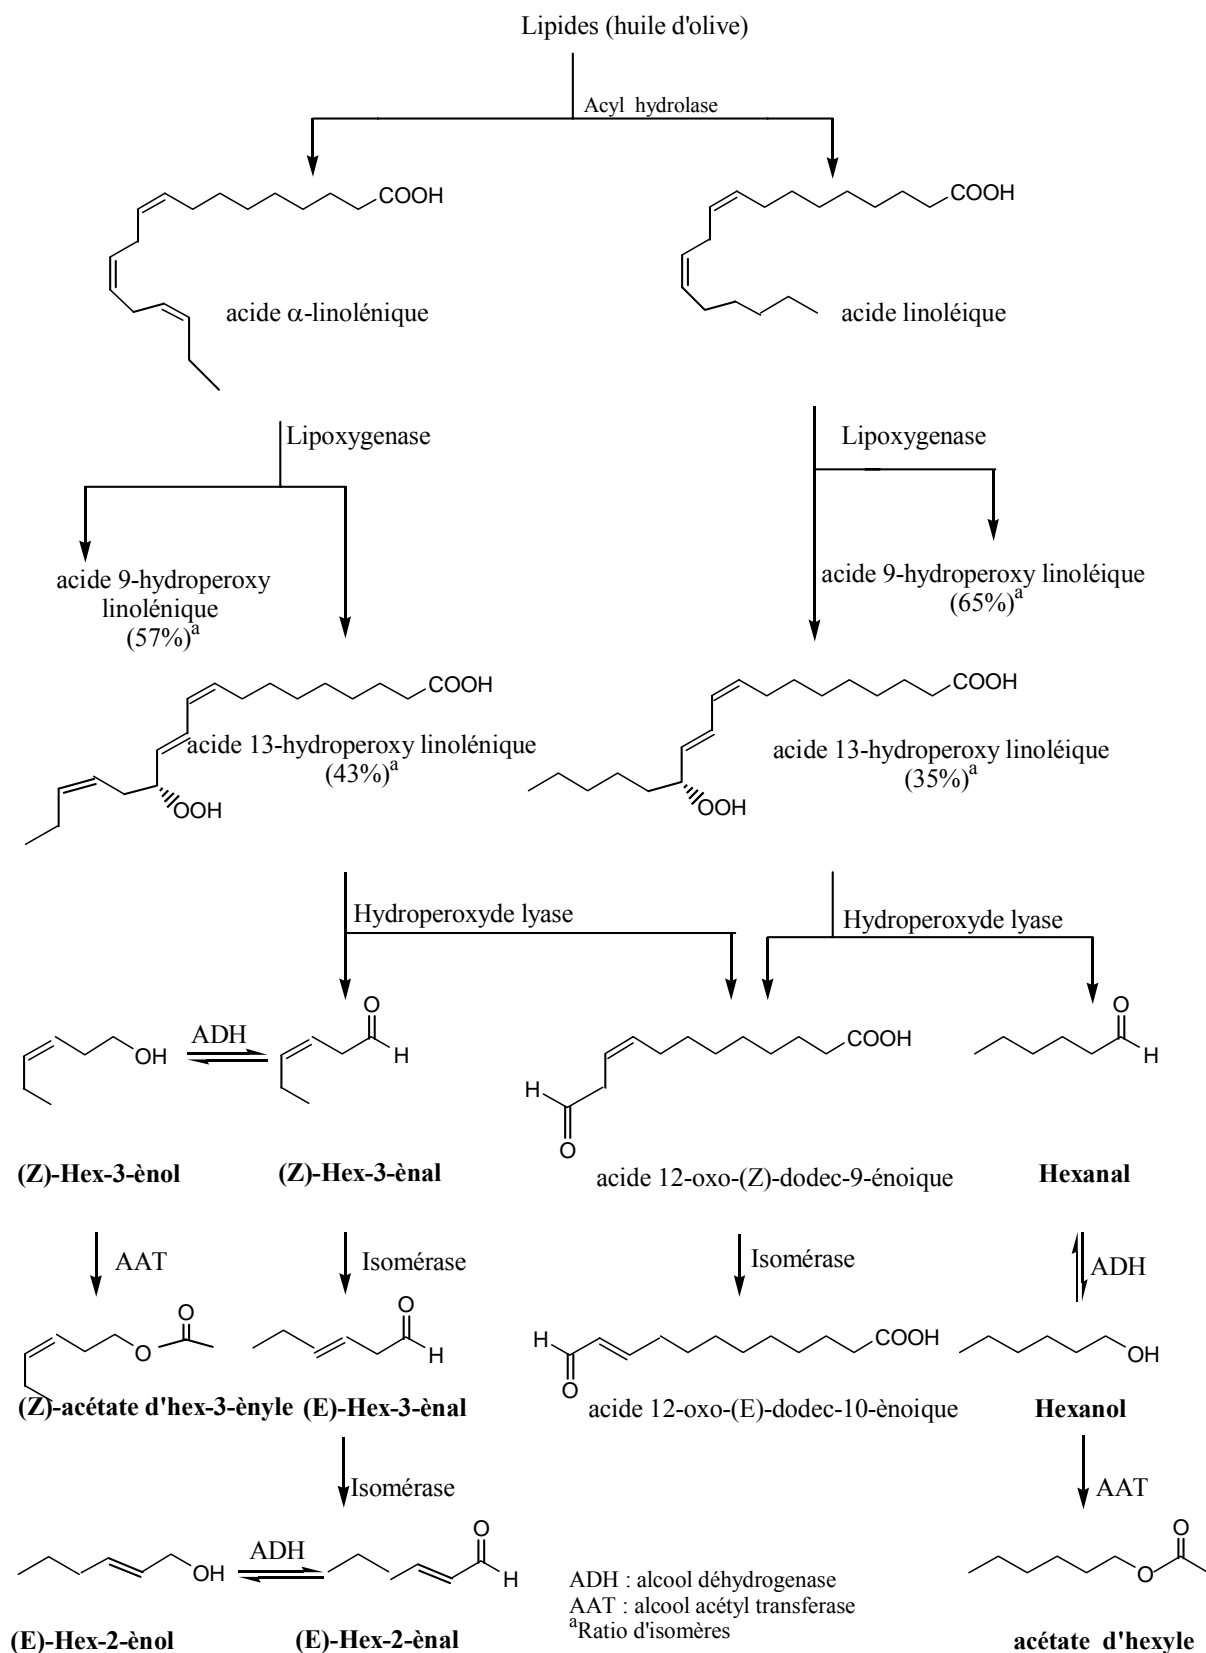 Lipides (huile d'olive)
Acyl hydrolase
COOH
COOH
acide α-linolénique
acide linoléique
Lipoxygenase
Lipoxygenase
acide 9-hydroperoxy
linolénique
(57%)a
acide 9-hydroperoxy linoléique
(65%)a
COOH
COOH
acide 13-hydroperoxy linolénique
(43%)a
acide 13-hydroperoxy linoléique
(35%)a
OOH
OOH
Hydroperoxyde lyase
Hydroperoxyde lyase
OH
ADH
O
H
COOH
H
O
O
H
(Z)-Hex-3-ènol
(Z)-Hex-3-ènal
acide 12-oxo-(Z)-dodec-9-énoique
Hexanal
AAT
Isomérase
Isomérase
ADH
O
O
O
H
H
O
COOH
OH
(Z)-acétate d'hex-3-ènyle
(E)-Hex-3-ènal
acide 12-oxo-(E)-dodec-10-ènoique
Hexanol
Isomérase
AAT
OH
ADH
O
H
O
O
ADH : alcool déhydrogenase
AAT : alcool acétyl transferase
aRatio d'isomères
(E)-Hex-2-ènol
(E)-Hex-2-ènal
acétate d'hexyle